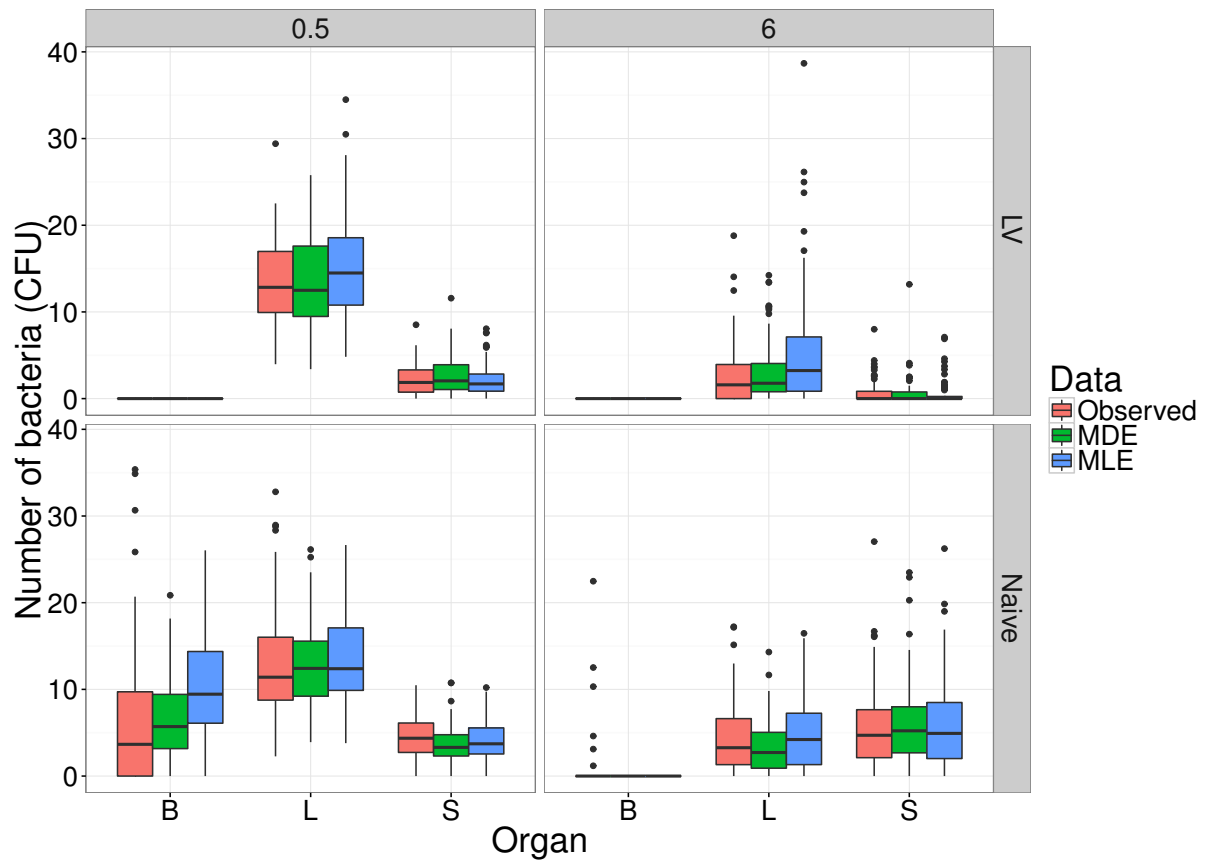 0.5
6
40
30
20
10
0
LV
40
30
20
10
0
Naive
Number of bacteria (CFU)
B
L
S
B
L
S
Organ
Data
Observed
MDE
MLE